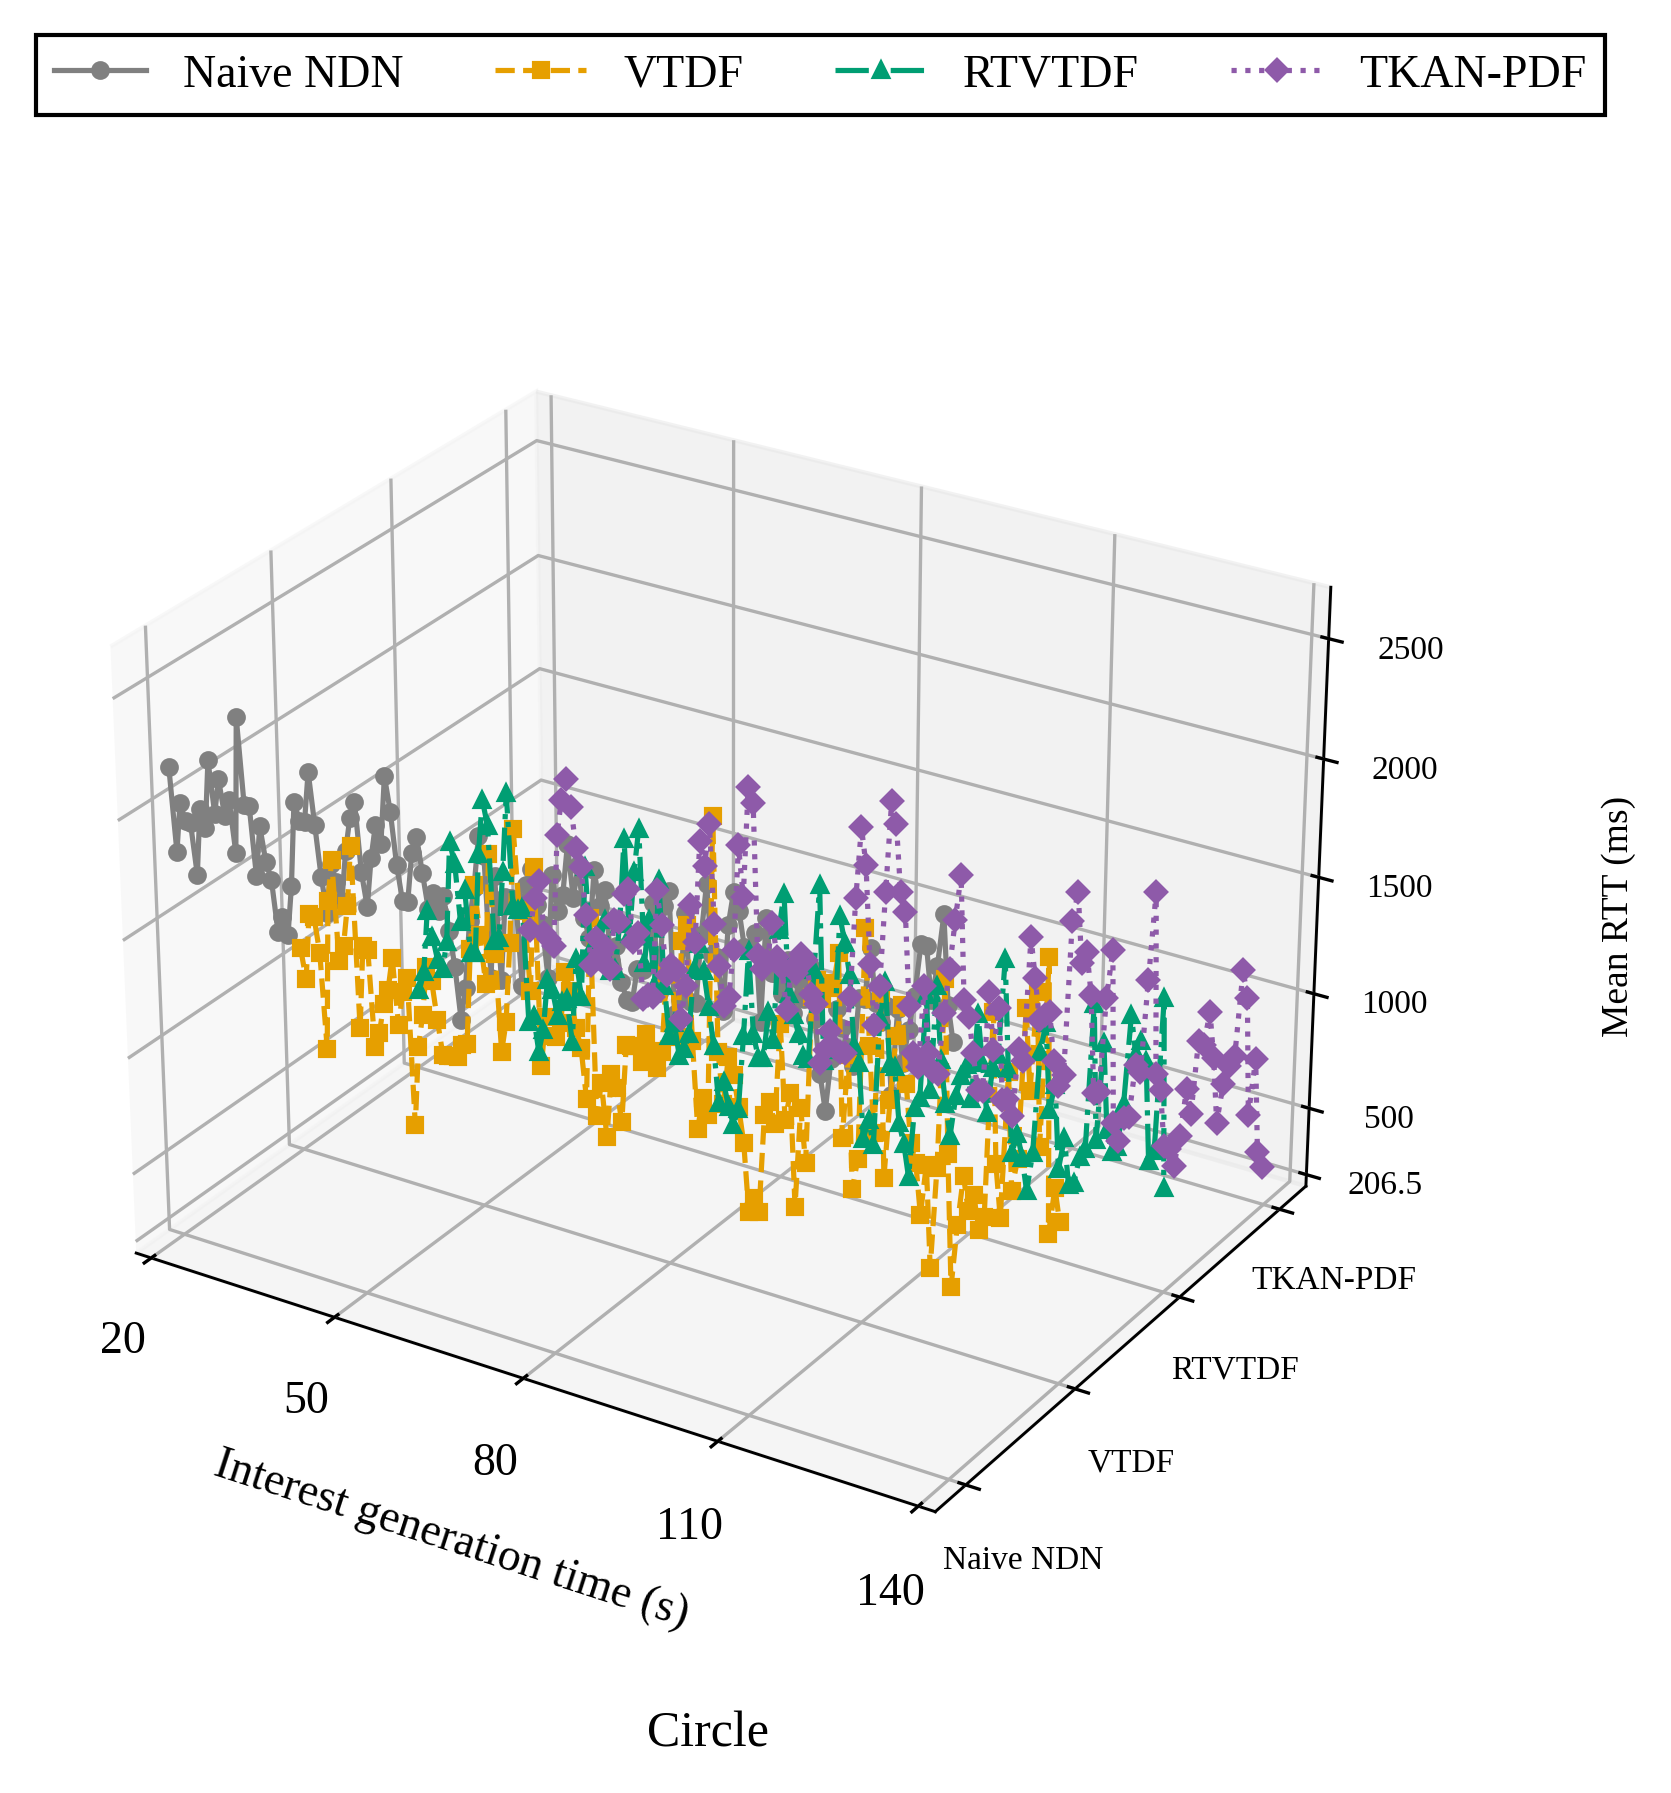 Naive NDN VTDF RTVTDF TKAN-PDF
2500
2000
1500
1000
500
206.5
Mean RTT (ms)
TKAN-PDF
RTVTDF
VTDF
Naive NDN
20
50
80
110
140
Interest generation time (s)
Circle